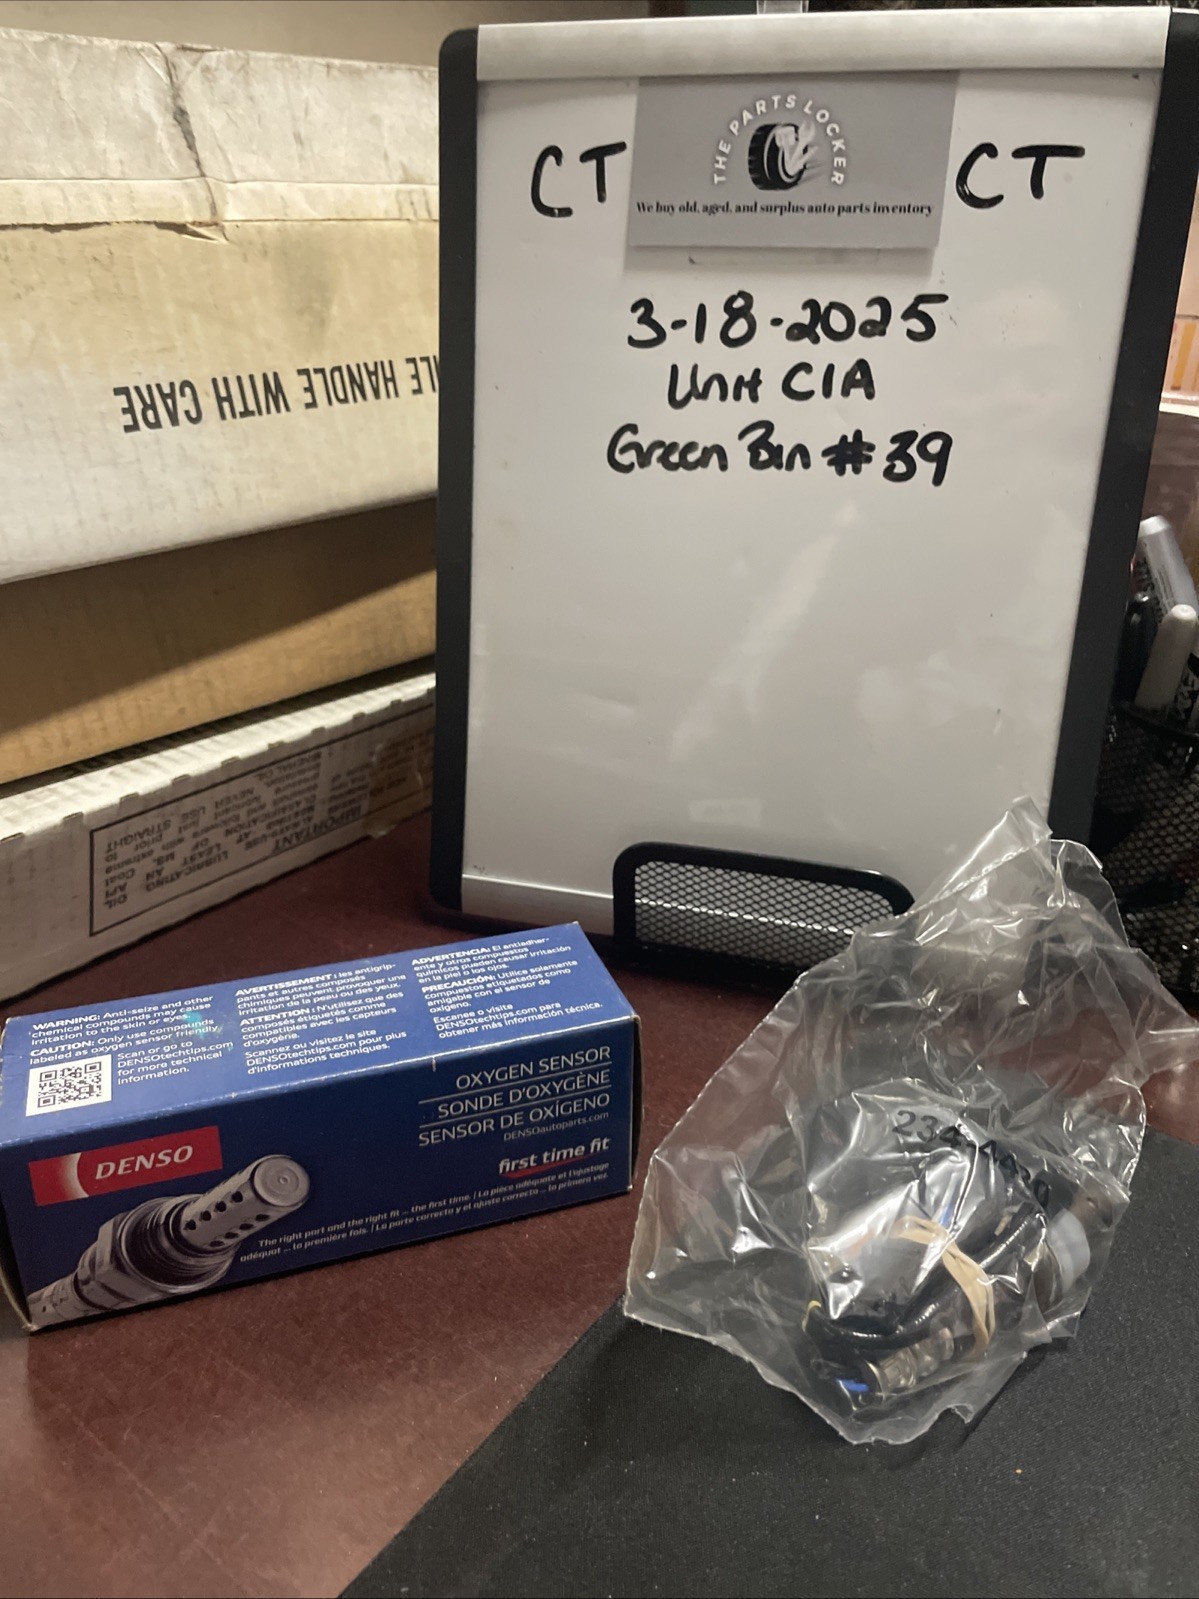 THE PARTS LOCKER
We buy old, aged, and surplus auto parts inventory
CT
CT
3-18-2025
Unit C1A
Green Bin #39
LE HANDLE WITH CARE
IMPORTANT
WARNING: Anti-seize and other
chemical compounds may cause
irritation to the skin or eyes.
CAUTION: Only use compounds
labeled as oxygen sensor friendly
Scan or go to
DENSOtechtips.com
for more technical
information.
AVERTISSEMENT : les antigrip-
pants et autres composés
chimiques peuvent provoquer une
irritation de la peau ou des yeux.
ATTENTION : N'utilisez que des
composés étiquetés comme
compatibles avec les capteurs
d'oxygène.
Scannez ou visitez le site
DENSOtechtips.com pour plus
d'informations techniques.
ADVERTENCIA: El antiadher-
ente y otros compuestos
químicos pueden causar irritación
en la piel o los ojos.
PRECAUCIÓN: Utilice solamente
compuestos etiquetados como
amigable con el sensor de
oxígeno.
Escanee o visite
DENSOtechtips.com para
obtener más información técnica.
OXYGEN SENSOR
SONDE D'OXYGÈNE
SENSOR DE OXÍGENO
DENSOautoparts.com
first time fit
DENSO
The right part and the right fit ... the first time. | La pièce adéquate et l'ajustage
adéquat ... la première fois. | La parte correcta y el ajuste correcto ... la primera vez.